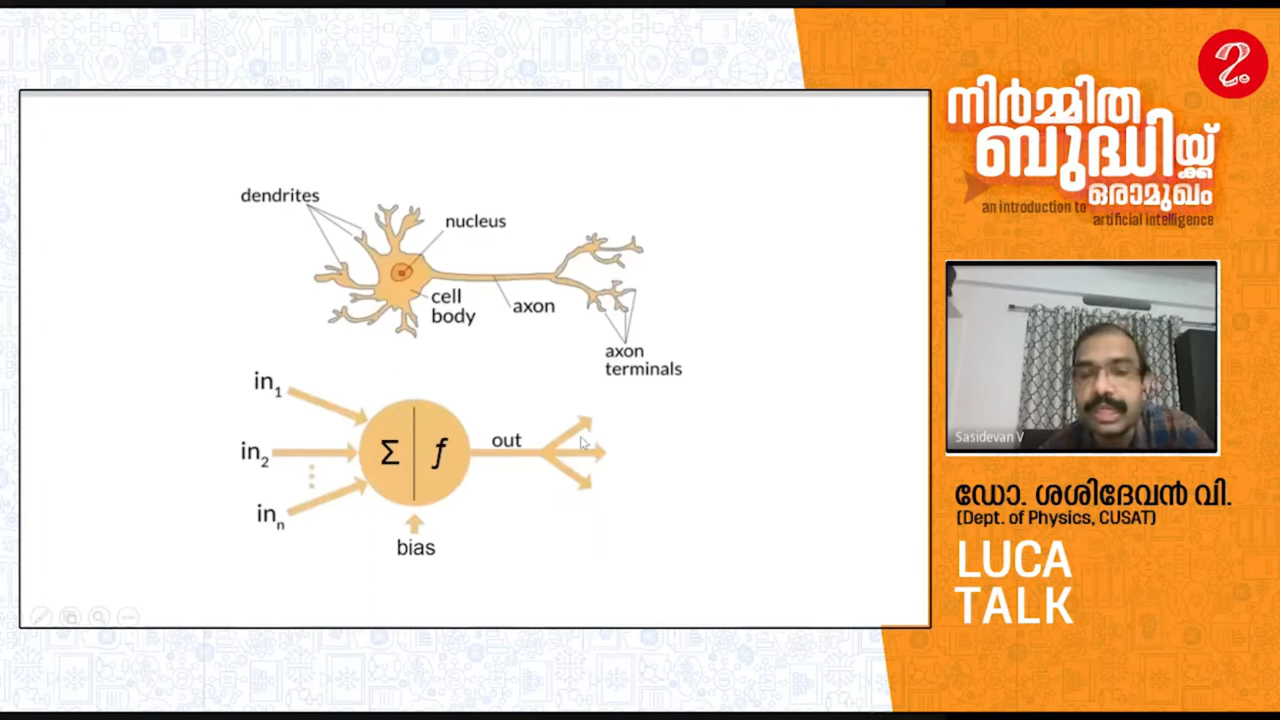 dendrites
nucleus
cell
body
axon
axon
terminals
in1
in2
inn
Σ f
out
bias
നിർമ്മിത
ബുദ്ധിയ്ക്ക്
ഒരാമുഖം
an introduction to
artificial intelligence
Sasidevan V
ഡോ. ശശിദേവൻ വി.
(Dept. of Physics, CUSAT)
LUCA
TALK